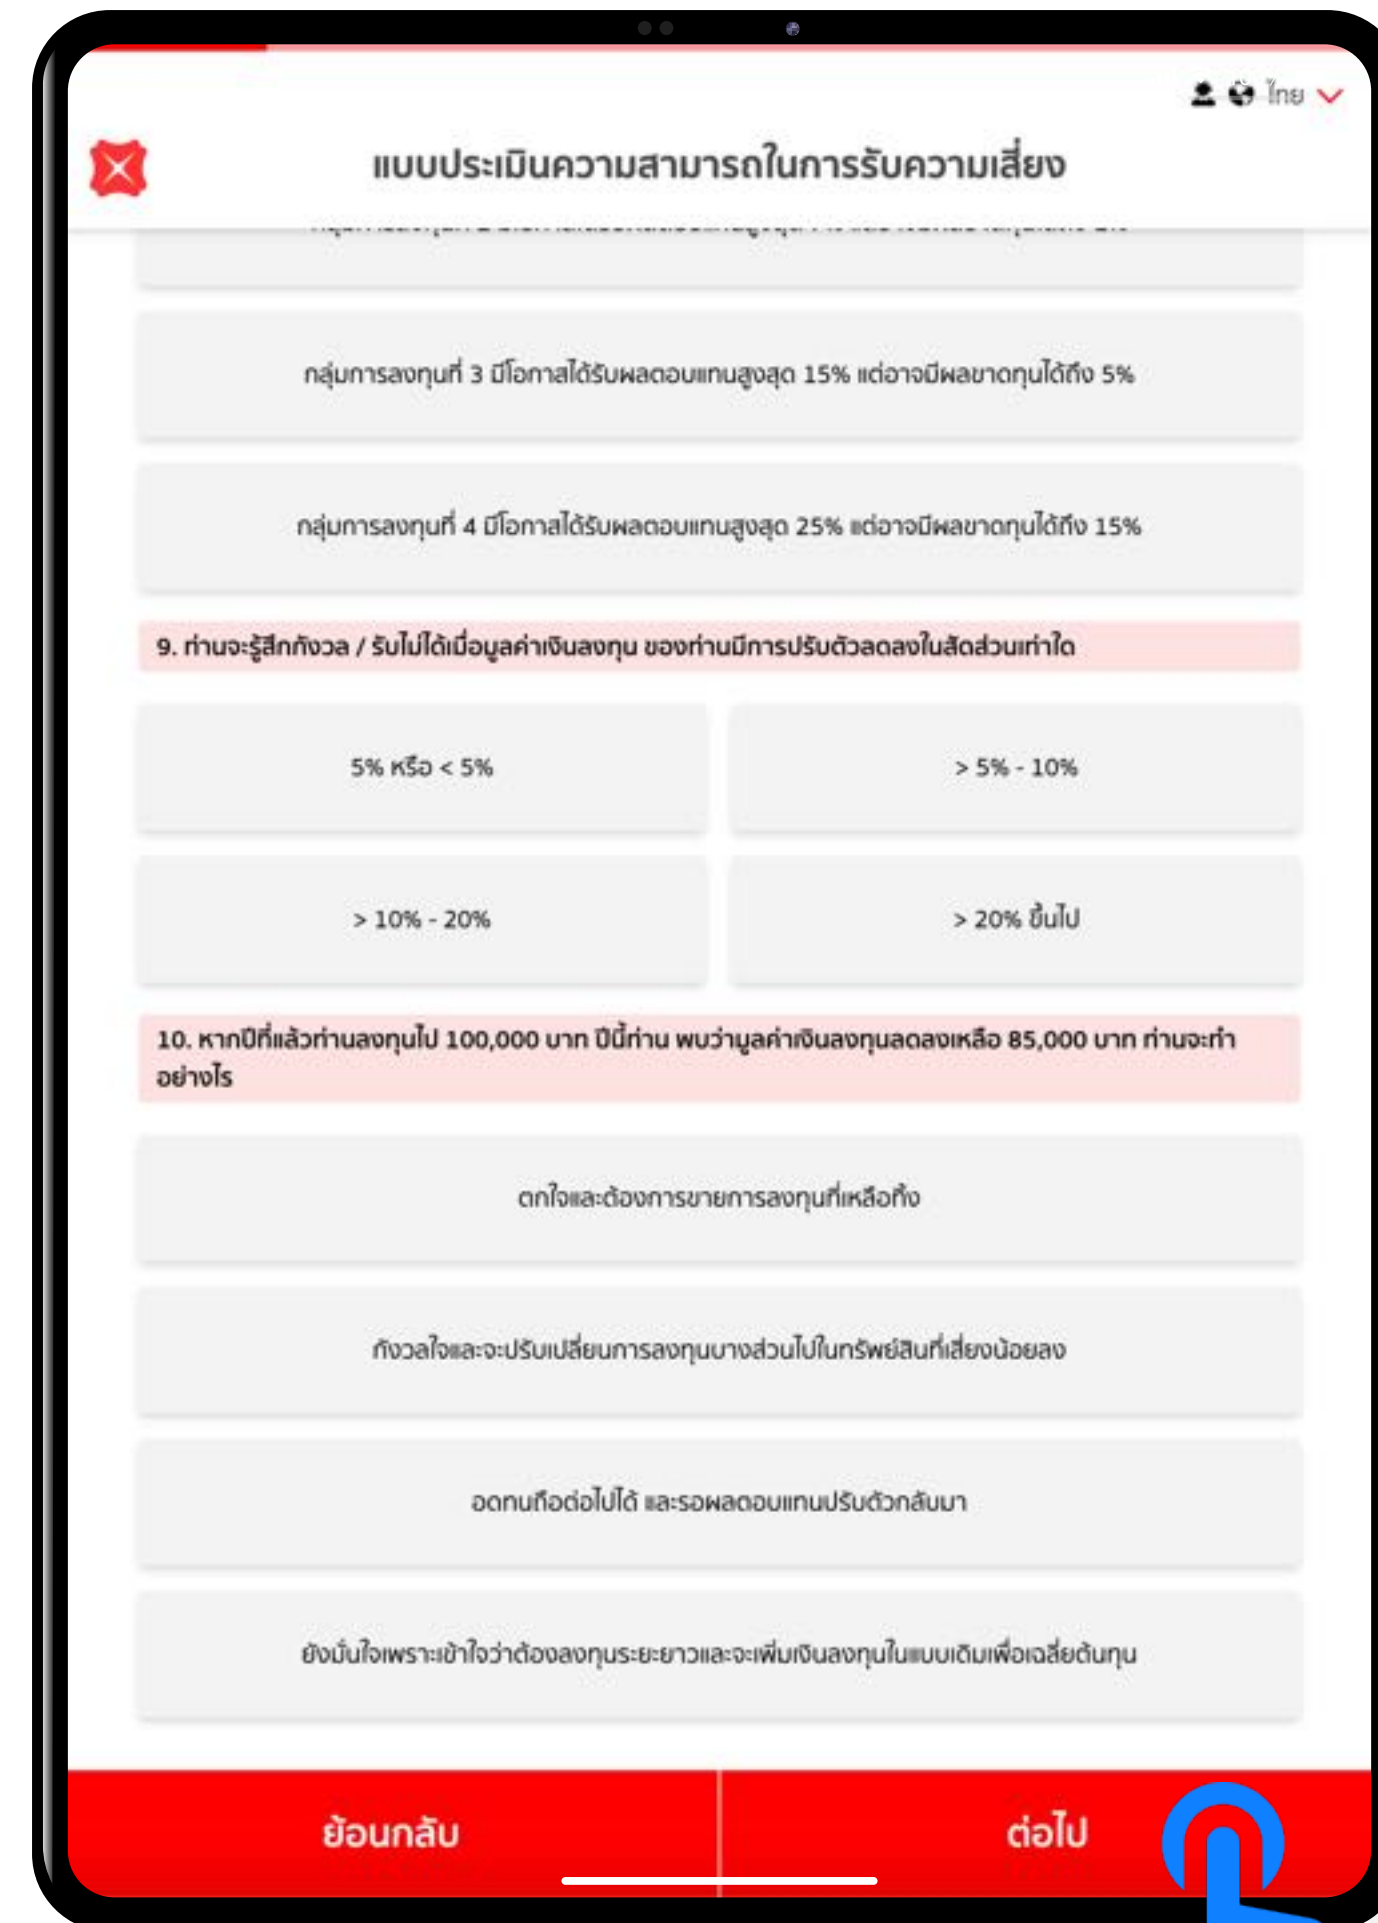 ไทย
แบบประเมินความสามารถในการรับความเสี่ยง
กลุ่มการลงทุนที่ 3 มีโอกาสได้รับผลตอบแทนสูงสุด 15% แต่อาจมีผลขาดทุนได้ถึง 5%
กลุ่มการลงทุนที่ 4 มีโอกาสได้รับผลตอบแทนสูงสุด 25% แต่อาจมีผลขาดทุนได้ถึง 15%
9. ท่านจะรู้สึกกังวล / รับไม่ได้เมื่อมูลค่าเงินลงทุน ของท่านมีการปรับตัวลดลงในสัดส่วนเท่าใด
5% หรือ < 5%
> 5% - 10%
> 10% - 20%
> 20% ขึ้นไป
10. หากปีที่แล้วท่านลงทุนไป 100,000 บาท ปีนี้ท่าน พบว่ามูลค่าเงินลงทุนลดลงเหลือ 85,000 บาท ท่านจะทำ
อย่างไร
ตกใจและต้องการขายการลงทุนที่เหลือทิ้ง
กังวลใจและจะปรับเปลี่ยนการลงทุนบางส่วนไปในทรัพย์สินที่เสี่ยงน้อยลง
อดทนถือต่อไปได้ และรอผลตอบแทนปรับตัวกลับมา
ยังมั่นใจเพราะเข้าใจว่าต้องลงทุนระยะยาวและจะเพิ่มเงินลงทุนในแบบเดิมเพื่อเฉลี่ยต้นทุน
ย้อนกลับ
ต่อไป